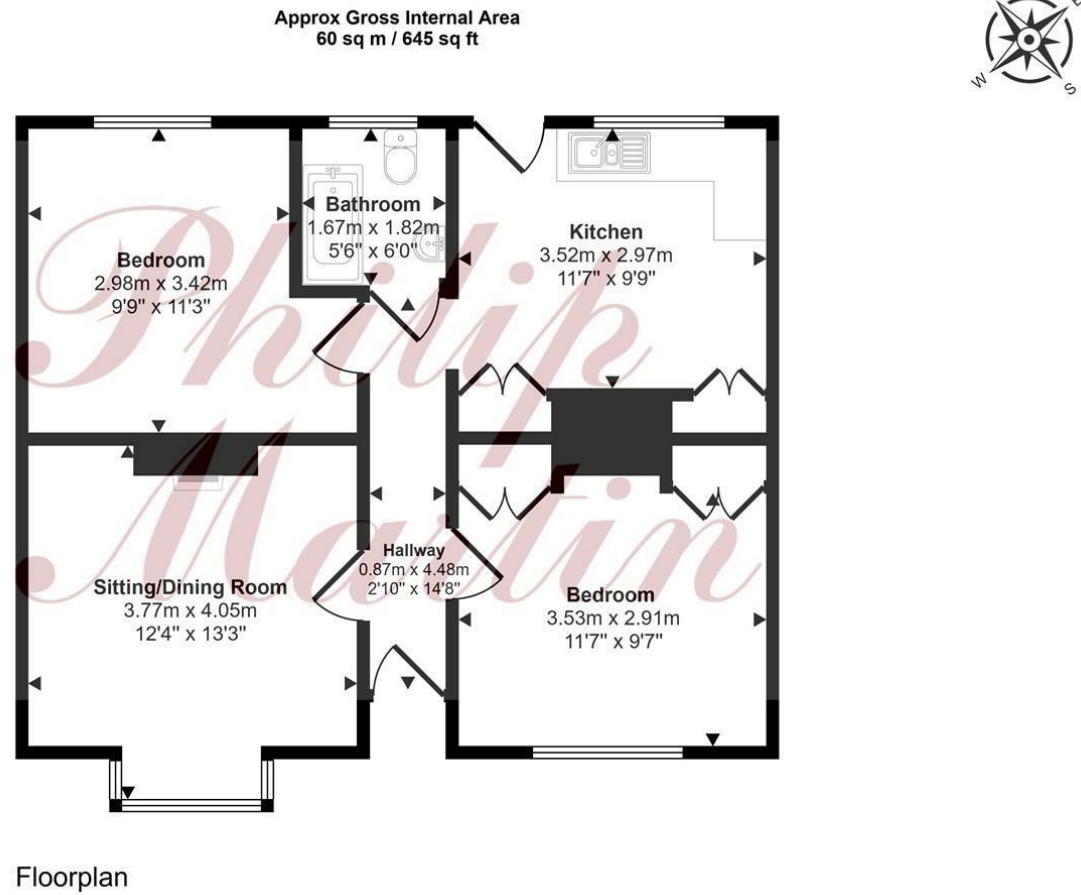 Approx Gross Internal Area
60 sq m / 645 sq ft
E
W
S
Bathroom
1.67m x 1.82m
5'6" x 6'0"
Kitchen
3.52m x 2.97m
11'7" x 9'9"
Bedroom
2.98m x 3.42m
9'9" x 11'3"
Philip
Martin
Hallway
0.87m x 4.48m
2'10" x 14'8"
Sitting/Dining Room
3.77m x 4.05m
12'4" x 13'3"
Bedroom
3.53m x 2.91m
11'7" x 9'7"
Floorplan